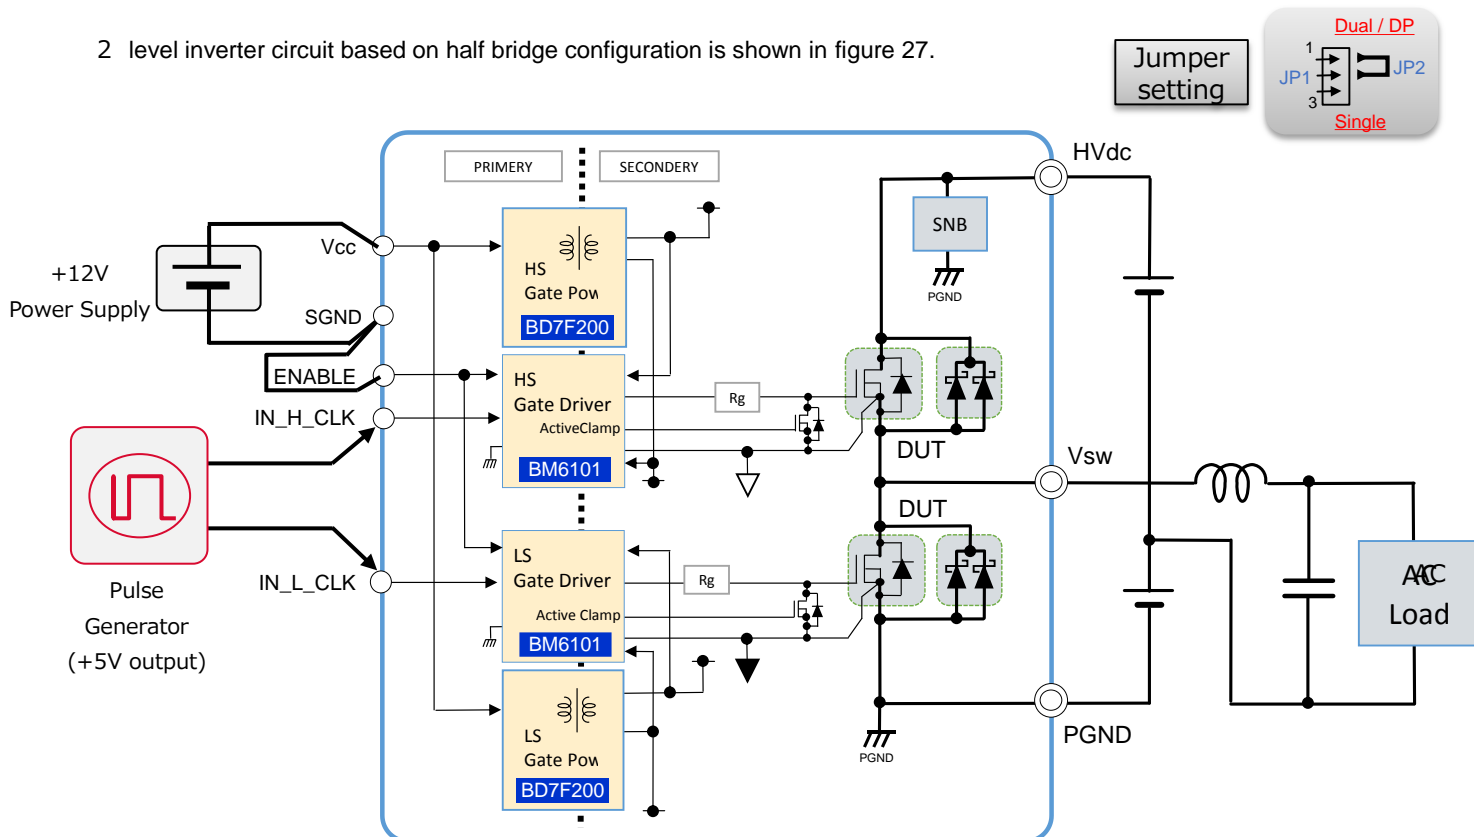 2 level inverter circuit based on half bridge configuration is shown in figure 27.
Jumper
setting
Dual / DP
1
JP1
JP2
3
Single
HVdc
PRIMERY
SECONDERY
SNB
PGND
+12V
Power Supply
Vcc
SGND
ENABLE
IN_H_CLK
HS
Gate Pow
BD7F200
HS
Gate Driver
ActiveClamp
BM6101
Rg
DUT
Vsw
DUT
Pulse
Generator
(+5V output)
IN_L_CLK
LS
Gate Driver
Active Clamp
BM6101
Rg
AC
Load
LS
Gate Pow
BD7F200
PGND
PGND